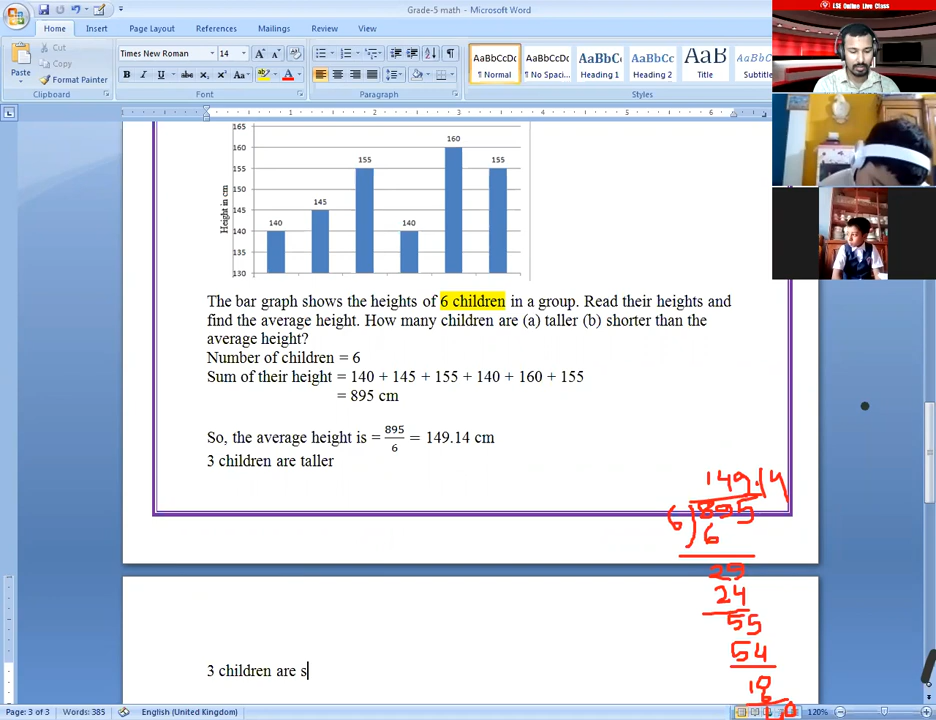 Grade-5 math - Microsoft Word
LSI Online Live Class
Home Insert Page Layout References Mailings Review View
Cut
Copy
Format Painter
Paste
Clipboard
Times New Roman 14
Font
Paragraph
AaBbCcDc AaBbCcDc AaBbCc AaBbCc AaB AaBbCc
¶ Normal ¶ No Spaci... Heading 1 Heading 2 Title Subtitle
Styles
Height in cm
165
160
155
150
145
140
135
130
140 145 155 140 160 155
The bar graph shows the heights of 6 children in a group. Read their heights and
find the average height. How many children are (a) taller (b) shorter than the
average height?
Number of children = 6
Sum of their height = 140 + 145 + 155 + 140 + 160 + 155
= 895 cm
So, the average height is = 895/6 = 149.14 cm
3 children are taller
149.14
6) 895
6
29
24
55
54
3 children are s
Page: 3 of 3 Words: 385 English (United Kingdom) 120%